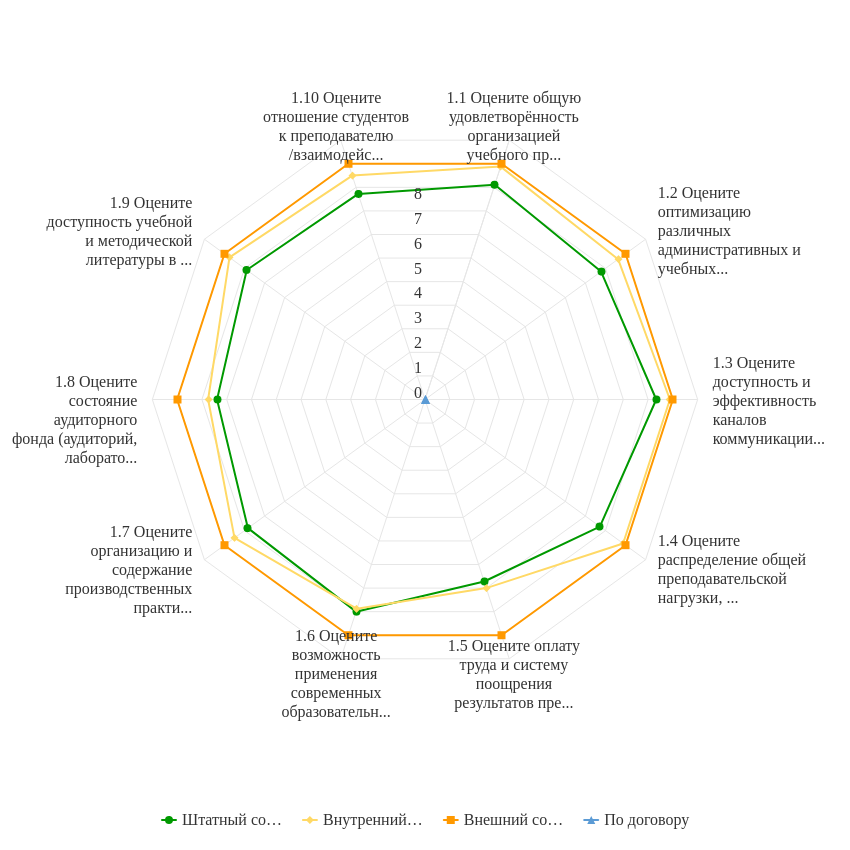 1.10 Оцените
отношение студентов
к преподавателю
/взаимодейс...
1.1 Оцените общую
удовлетворённость
организацией
учебного пр...
1.2 Оцените
оптимизацию
различных
административных и
учебных...
1.3 Оцените
доступность и
эффективность
каналов
коммуникации...
1.4 Оцените
распределение общей
преподавательской
нагрузки, ...
1.5 Оцените оплату
труда и систему
поощрения
результатов пре...
1.6 Оцените
возможность
применения
современных
образовательн...
1.7 Оцените
организацию и
содержание
производственных
практи...
1.8 Оцените
состояние
аудиторного
фонда (аудиторий,
лаборато...
1.9 Оцените
доступность учебной
и методической
литературы в ...
8
7
6
5
4
3
2
1
0
Штатный со… Внутренний… Внешний со… По договору